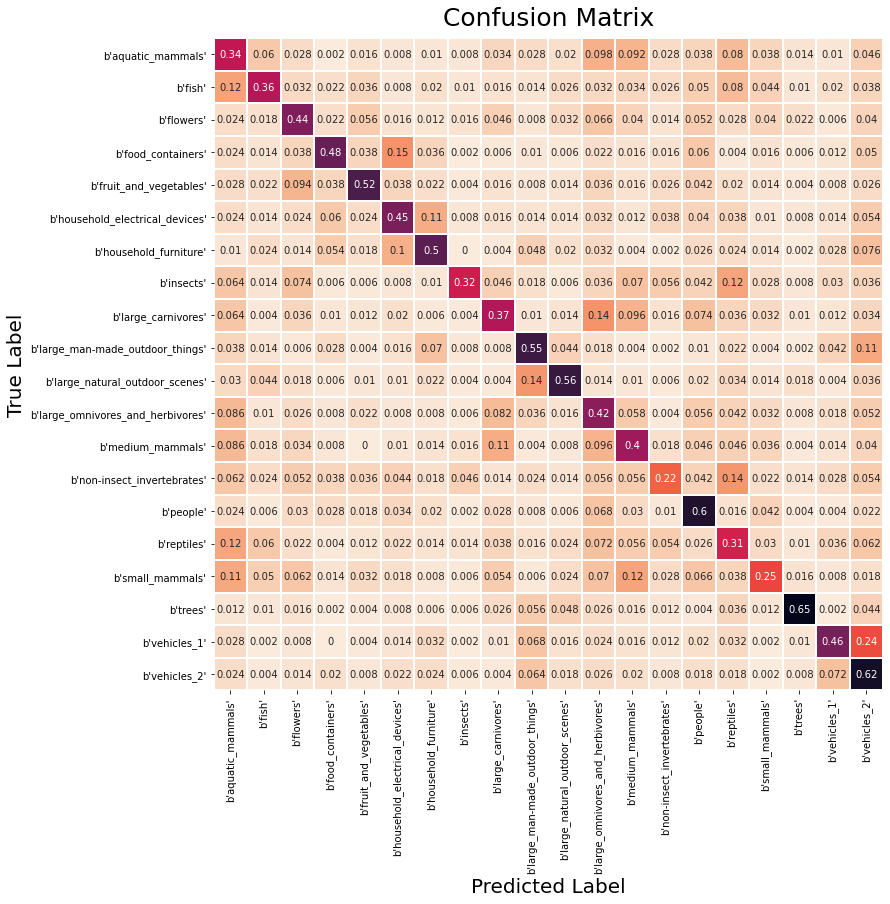 Confusion Matrix
b'aquatic_mammals' 0.34 0.06 0.028 0.002 0.016 0.008 0.01 0.008 0.034 0.028 0.02 0.098 0.092 0.028 0.038 0.08 0.038 0.014 0.01 0.046
b'fish' 0.12 0.36 0.032 0.022 0.036 0.008 0.02 0.01 0.016 0.014 0.026 0.032 0.034 0.026 0.05 0.08 0.044 0.01 0.02 0.038
b'flowers' 0.024 0.018 0.44 0.022 0.056 0.016 0.012 0.016 0.046 0.008 0.032 0.066 0.04 0.014 0.052 0.028 0.04 0.022 0.006 0.04
b'food_containers' 0.024 0.014 0.038 0.48 0.038 0.15 0.036 0.002 0.006 0.01 0.006 0.022 0.016 0.016 0.06 0.004 0.016 0.006 0.012 0.05
b'fruit_and_vegetables' 0.028 0.022 0.094 0.038 0.52 0.038 0.022 0.004 0.016 0.008 0.014 0.036 0.016 0.026 0.042 0.02 0.014 0.004 0.008 0.026
b'household_electrical_devices' 0.024 0.014 0.024 0.06 0.024 0.45 0.11 0.008 0.016 0.014 0.014 0.032 0.012 0.038 0.04 0.038 0.01 0.008 0.014 0.054
b'household_furniture' 0.01 0.024 0.014 0.054 0.018 0.1 0.5 0 0.004 0.048 0.02 0.032 0.004 0.002 0.026 0.024 0.014 0.002 0.028 0.076
b'insects' 0.064 0.014 0.074 0.006 0.006 0.008 0.01 0.32 0.046 0.018 0.006 0.036 0.07 0.056 0.042 0.12 0.028 0.008 0.03 0.036
b'large_carnivores' 0.064 0.004 0.036 0.01 0.012 0.02 0.006 0.004 0.37 0.01 0.012 0.14 0.096 0.016 0.074 0.036 0.034 0.01 0.012 0.034
b'large_man-made_outdoor_things' 0.038 0.014 0.006 0.028 0.004 0.016 0.07 0.008 0.008 0.55 0.044 0.018 0.004 0.002 0.01 0.022 0.004 0.002 0.042 0.11
b'large_natural_outdoor_scenes' 0.03 0.044 0.018 0.006 0.01 0.01 0.022 0.004 0.004 0.14 0.56 0.014 0.01 0.006 0.02 0.034 0.014 0.018 0.004 0.036
b'large_omnivores_and_herbivores' 0.086 0.01 0.026 0.008 0.022 0.008 0.008 0.006 0.082 0.036 0.016 0.42 0.058 0.004 0.056 0.042 0.032 0.008 0.018 0.052
b'medium_mammals' 0.086 0.018 0.034 0.008 0 0.01 0.014 0.016 0.11 0.004 0.008 0.096 0.4 0.018 0.046 0.046 0.036 0.004 0.014 0.04
b'non-insect_invertebrates' 0.062 0.024 0.052 0.038 0.036 0.044 0.018 0.046 0.014 0.024 0.014 0.056 0.056 0.22 0.042 0.14 0.022 0.014 0.028 0.054
b'people' 0.024 0.006 0.03 0.028 0.018 0.034 0.02 0.002 0.028 0.008 0.006 0.068 0.03 0.01 0.6 0.016 0.042 0.004 0.004 0.022
b'reptiles' 0.12 0.06 0.022 0.004 0.012 0.022 0.014 0.014 0.038 0.016 0.024 0.072 0.056 0.054 0.026 0.31 0.03 0.01 0.036 0.062
b'small_mammals' 0.11 0.05 0.062 0.014 0.032 0.018 0.008 0.006 0.054 0.006 0.024 0.07 0.12 0.028 0.066 0.038 0.25 0.016 0.008 0.018
b'trees' 0.012 0.01 0.016 0.002 0.004 0.008 0.006 0.006 0.026 0.056 0.048 0.026 0.016 0.012 0.004 0.036 0.012 0.65 0.002 0.044
b'vehicles_1' 0.028 0.002 0.008 0 0.004 0.014 0.032 0.002 0.01 0.068 0.016 0.024 0.016 0.012 0.02 0.032 0.002 0.01 0.46 0.24
b'vehicles_2' 0.024 0.004 0.014 0.02 0.008 0.022 0.024 0.006 0.004 0.064 0.018 0.026 0.02 0.008 0.018 0.018 0.002 0.008 0.072 0.62
True Label
b'aquatic_mammals'
b'fish'
b'flowers'
b'food_containers'
b'fruit_and_vegetables'
b'household_electrical_devices'
b'household_furniture'
b'insects'
b'large_carnivores'
b'large_man-made_outdoor_things'
b'large_natural_outdoor_scenes'
b'large_omnivores_and_herbivores'
b'medium_mammals'
b'non-insect_invertebrates'
b'people'
b'reptiles'
b'small_mammals'
b'trees'
b'vehicles_1'
b'vehicles_2'
Predicted Label